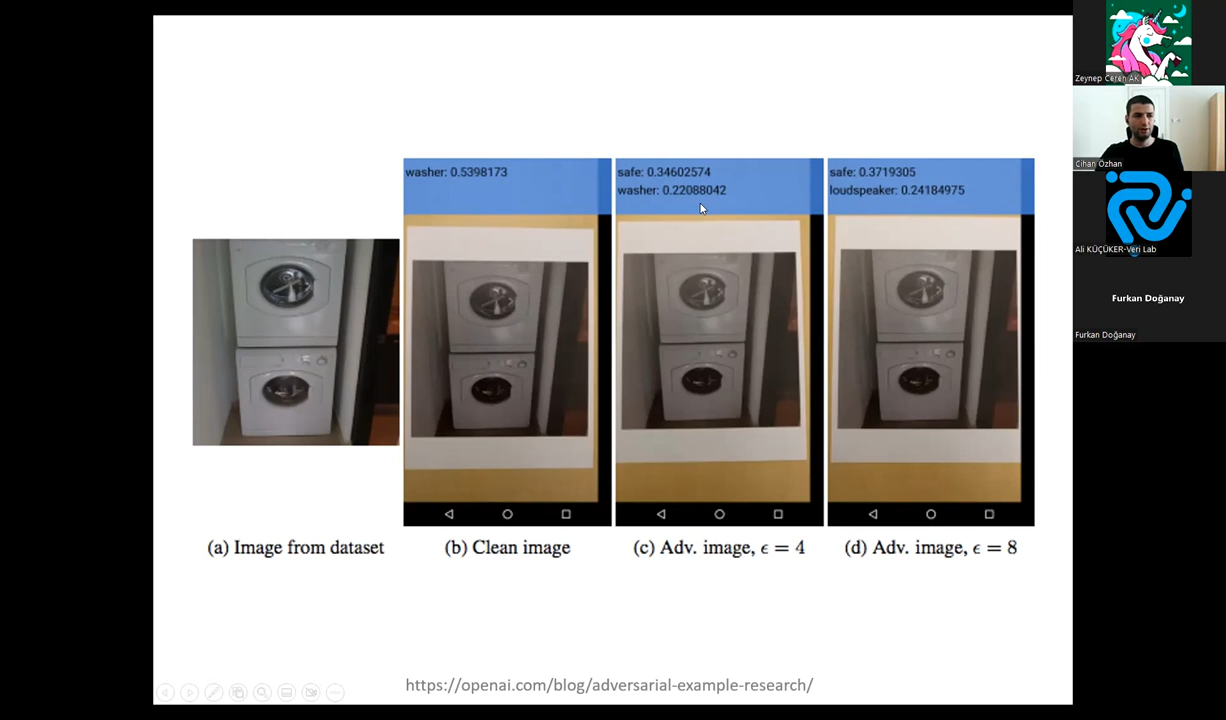 washer: 0.5398173
safe: 0.34602574
washer: 0.22088042
safe: 0.3719305
loudspeaker: 0.24184975
(a) Image from dataset
(b) Clean image
(c) Adv. image, ϵ = 4
(d) Adv. image, ϵ = 8
https://openai.com/blog/adversarial-example-research/
Zeynep Ceren AK
Cihan Özhan
Ali KÜÇÜKER-Veri Lab
Furkan Doğanay
Furkan Doğanay